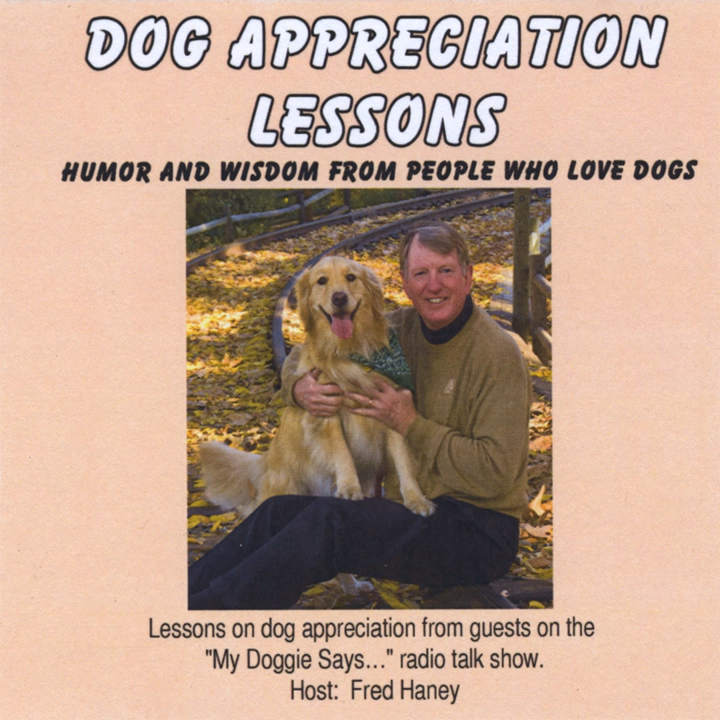 DOG APPRECIATION
LESSONS
HUMOR AND WISDOM FROM PEOPLE WHO LOVE DOGS
Lessons on dog appreciation from guests on the
"My Doggie Says..." radio talk show.
Host: Fred Haney